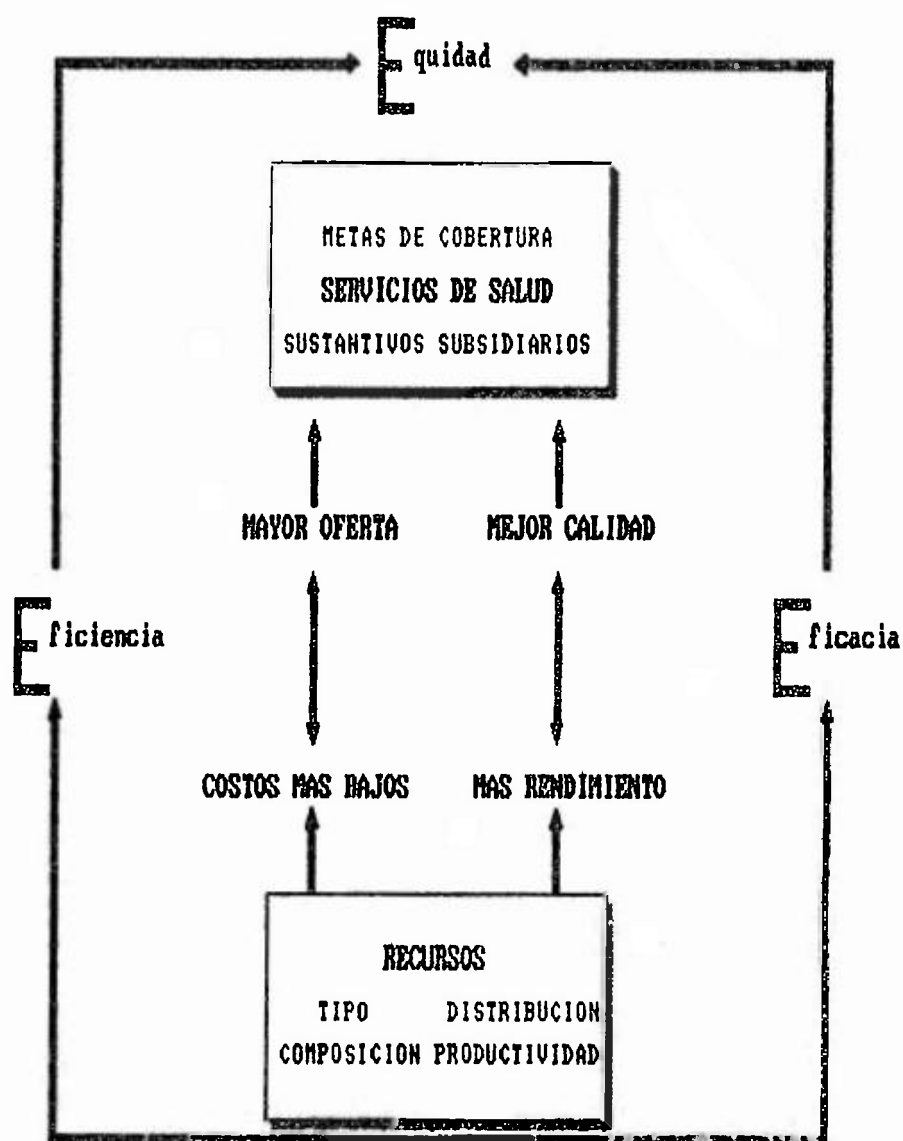 Equidad
METAS DE COBERTURA
SERVICIOS DE SALUD
SUSTANTIVOS SUBSIDIARIOS
MAYOR OFERTA MEJOR CALIDAD
Eficiencia Eficacia
COSTOS MAS BAJOS MAS RENDIMIENTO
RECURSOS
TIPO DISTRIBUCION
COMPOSICION PRODUCTIVIDAD